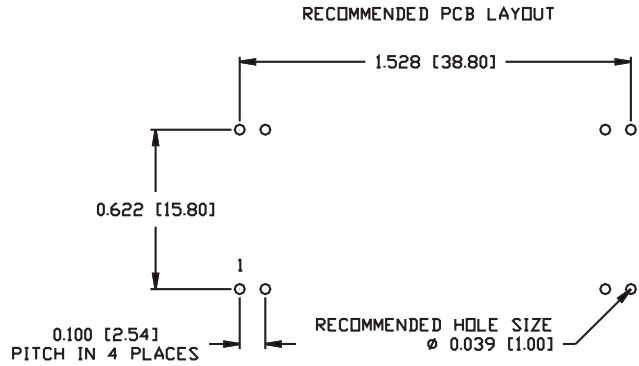 RECOMMENDED PCB LAYOUT
1.528 [38.80]
0.622 [15.80]
1
0.100 [2.54]
PITCH IN 4 PLACES
RECOMMENDED HOLE SIZE
ø 0.039 [1.00]